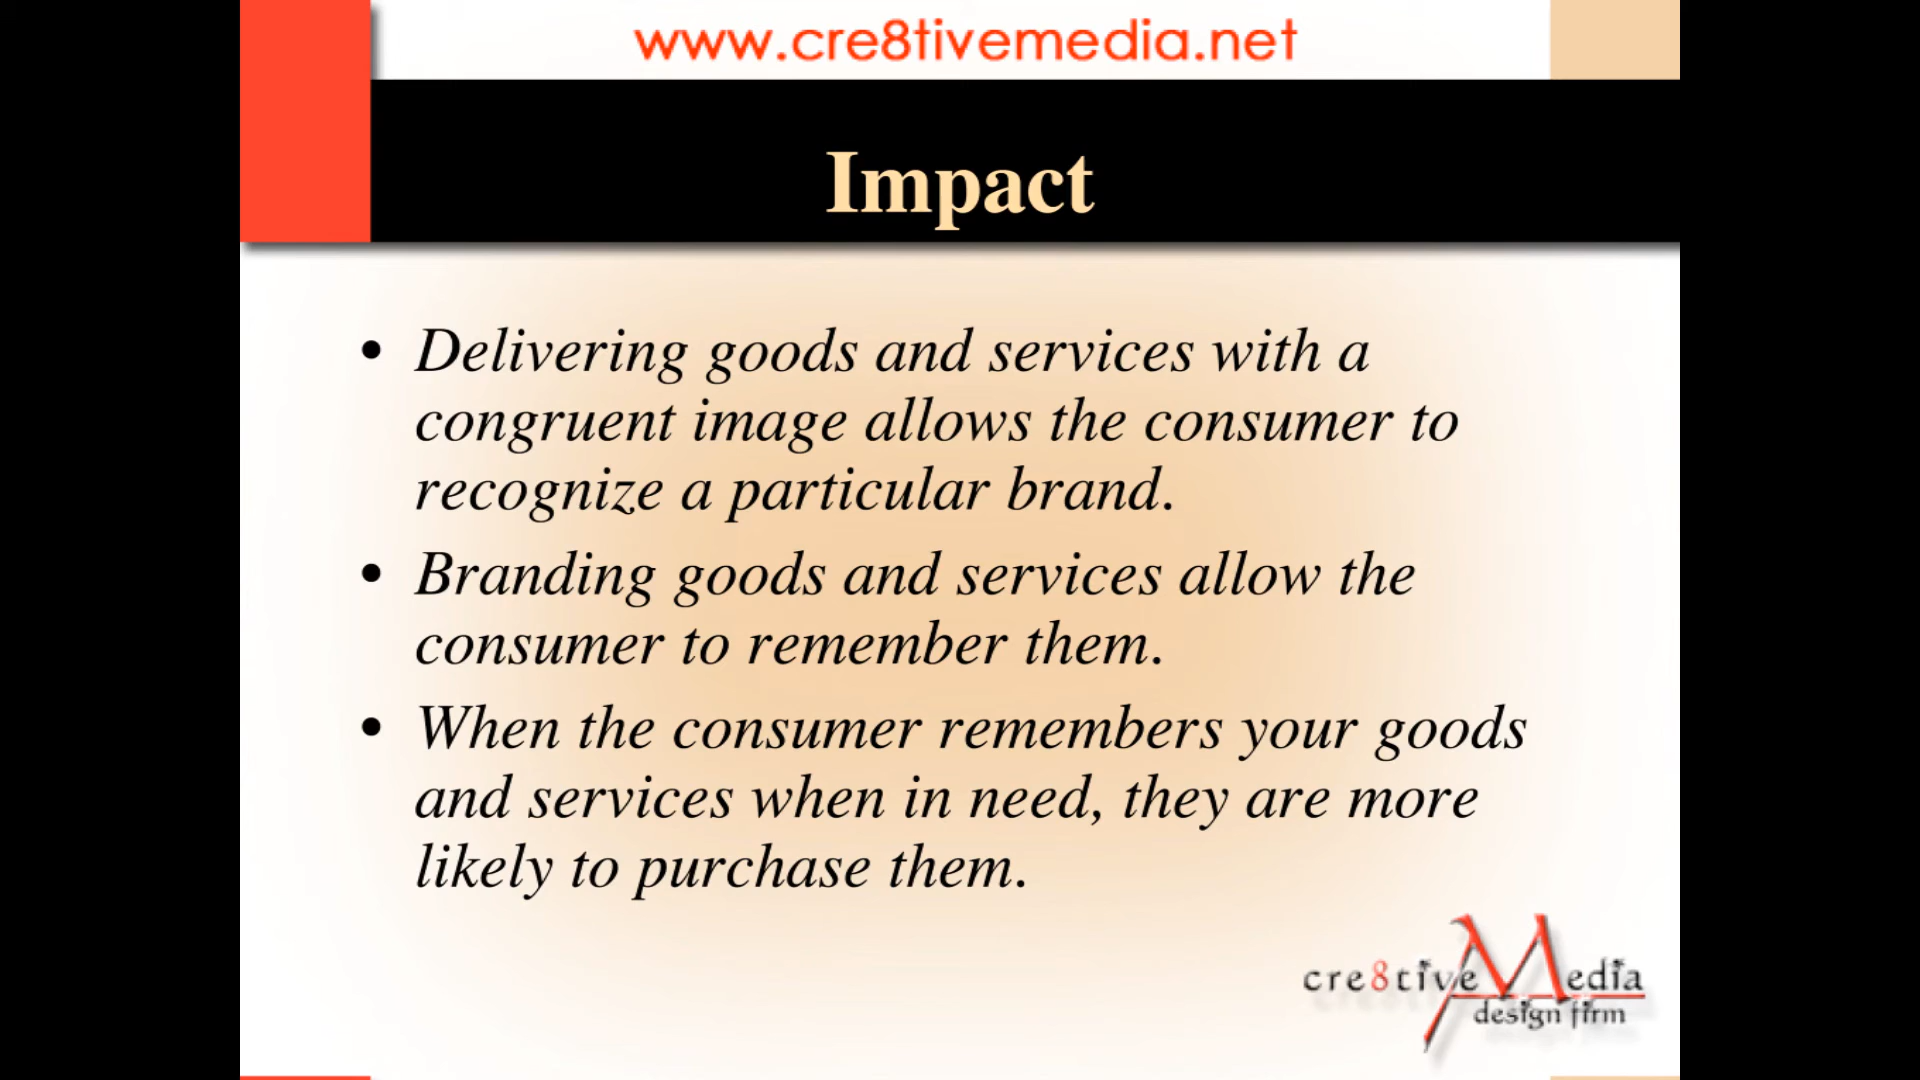 www.cre8tivemedia.net
Impact
• Delivering goods and services with a
congruent image allows the consumer to
recognize a particular brand.
• Branding goods and services allow the
consumer to remember them.
• When the consumer remembers your goods
and services when in need, they are more
likely to purchase them.
cre8tiveMedia
design firm